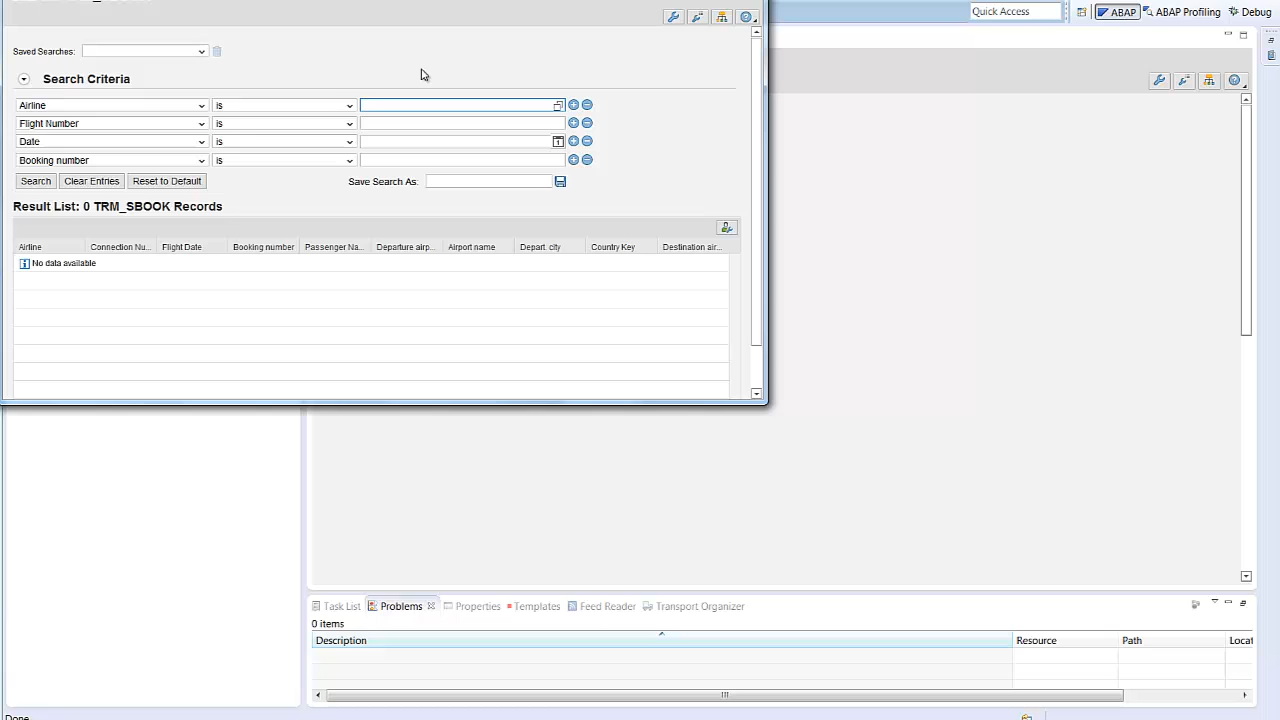 Quick Access
ABAP
ABAP Profiling
Debug
Saved Searches:
Search Criteria
Airline is
Flight Number is
Date is
Booking number is
Search Clear Entries Reset to Default Save Search As:
Result List: 0 TRM_SBOOK Records
Airline Connection Nu... Flight Date Booking number Passenger Na... Departure airp... Airport name Depart. city Country Key Destination air...
No data available
Task List Problems Properties Templates Feed Reader Transport Organizer
0 items
Description Resource Path Locat
Done